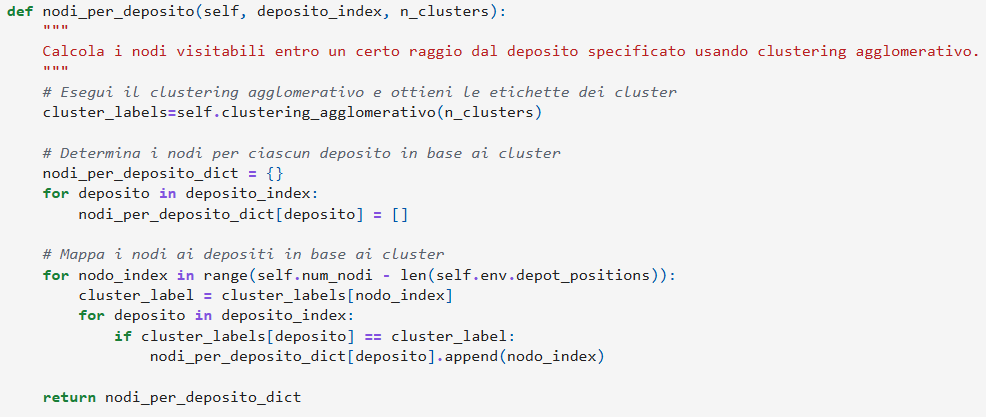 def nodi_per_deposito(self, deposito_index, n_clusters):
    """
    Calcola i nodi visitabili entro un certo raggio dal deposito specificato usando clustering agglomerativo.
    """
    # Esegui il clustering agglomerativo e ottieni le etichette dei cluster
    cluster_labels=self.clustering_agglomerativo(n_clusters)

    # Determina i nodi per ciascun deposito in base ai cluster
    nodi_per_deposito_dict = {}
    for deposito in deposito_index:
        nodi_per_deposito_dict[deposito] = []

    # Mappa i nodi ai depositi in base ai cluster
    for nodo_index in range(self.num_nodi - len(self.env.depot_positions)):
        cluster_label = cluster_labels[nodo_index]
        for deposito in deposito_index:
            if cluster_labels[deposito] == cluster_label:
                nodi_per_deposito_dict[deposito].append(nodo_index)

    return nodi_per_deposito_dict